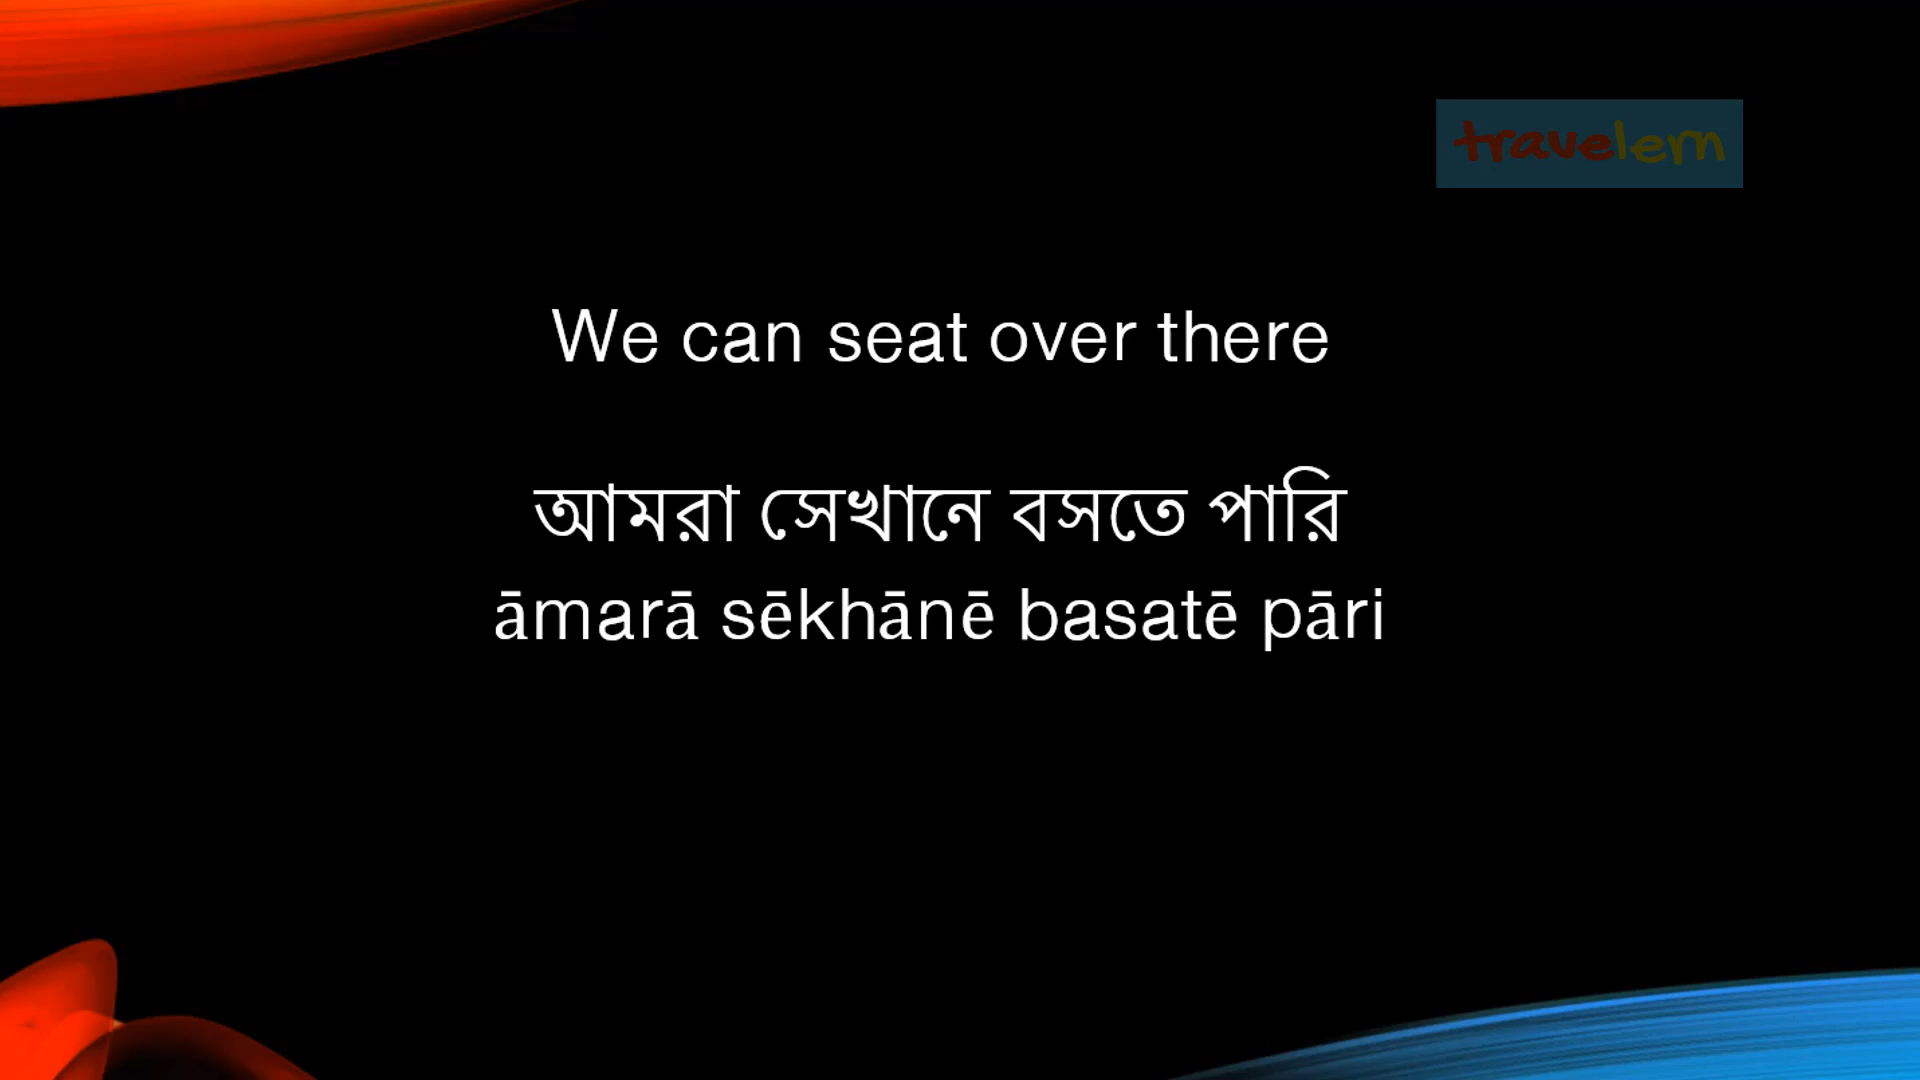 travelern
We can seat over there
আমরা সেখানে বসতে পারি
āmarā sēkhānē basatē pāri